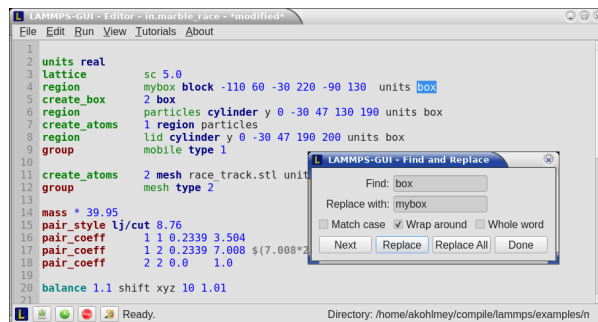 LAMMPS-GUI - Editor - in.marble_race - *modified*
File Edit Run View Tutorials About
1
2 units real
3 lattice sc 5.0
4 region mybox block -110 60 -30 220 -90 130 units box
5 create_box 2 box
6 region particles cylinder y 0 -30 47 130 190 units box
7 create_atoms 1 region particles
8 region lid cylinder y 0 -30 47 190 200 units box
9 group mobile type 1
10
11 create_atoms 2 mesh race_track.stl unit
12 group mesh type 2
13
14 mass * 39.95
15 pair_style lj/cut 8.76
16 pair_coeff 1 1 0.2339 3.504
17 pair_coeff 1 2 0.2339 7.008 $(7.008*2
18 pair_coeff 2 2 0.0 1.0
19
20 balance 1.1 shift xyz 10 1.01
21
LAMMPS-GUI - Find and Replace
Find: box
Replace with: mybox
Match case Wrap around Whole word
Next Replace Replace All Done
Ready. Directory: /home/akohlmey/compile/lammps/examples/n